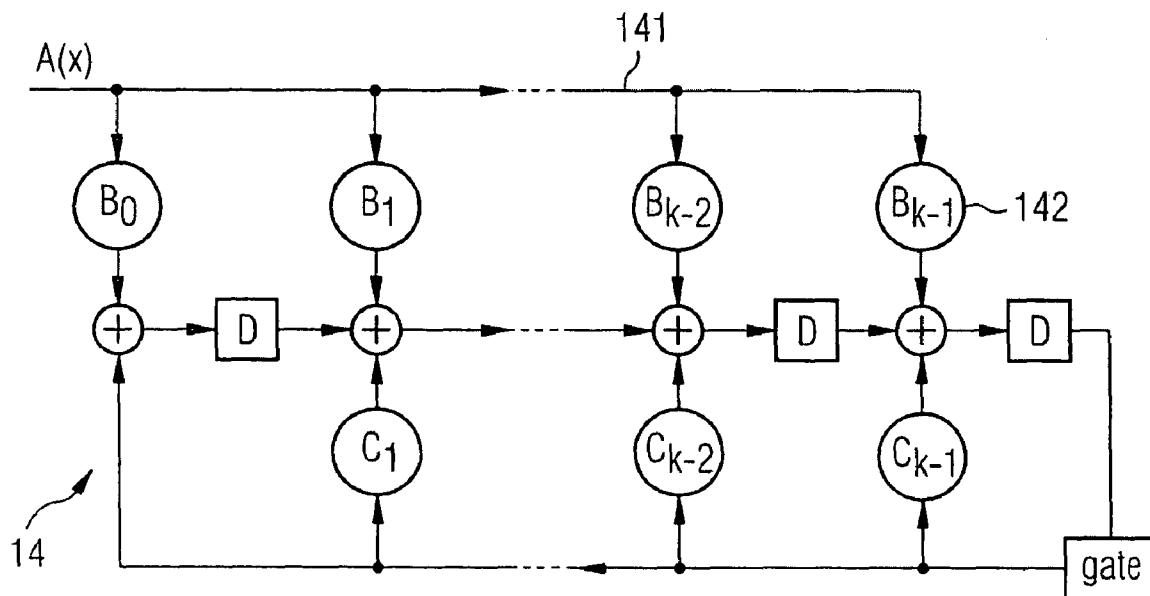 141
A(x)
B0 B1 Bk-2 Bk-1 142
+ D + + D + D
C1 Ck-2 Ck-1
14
gate